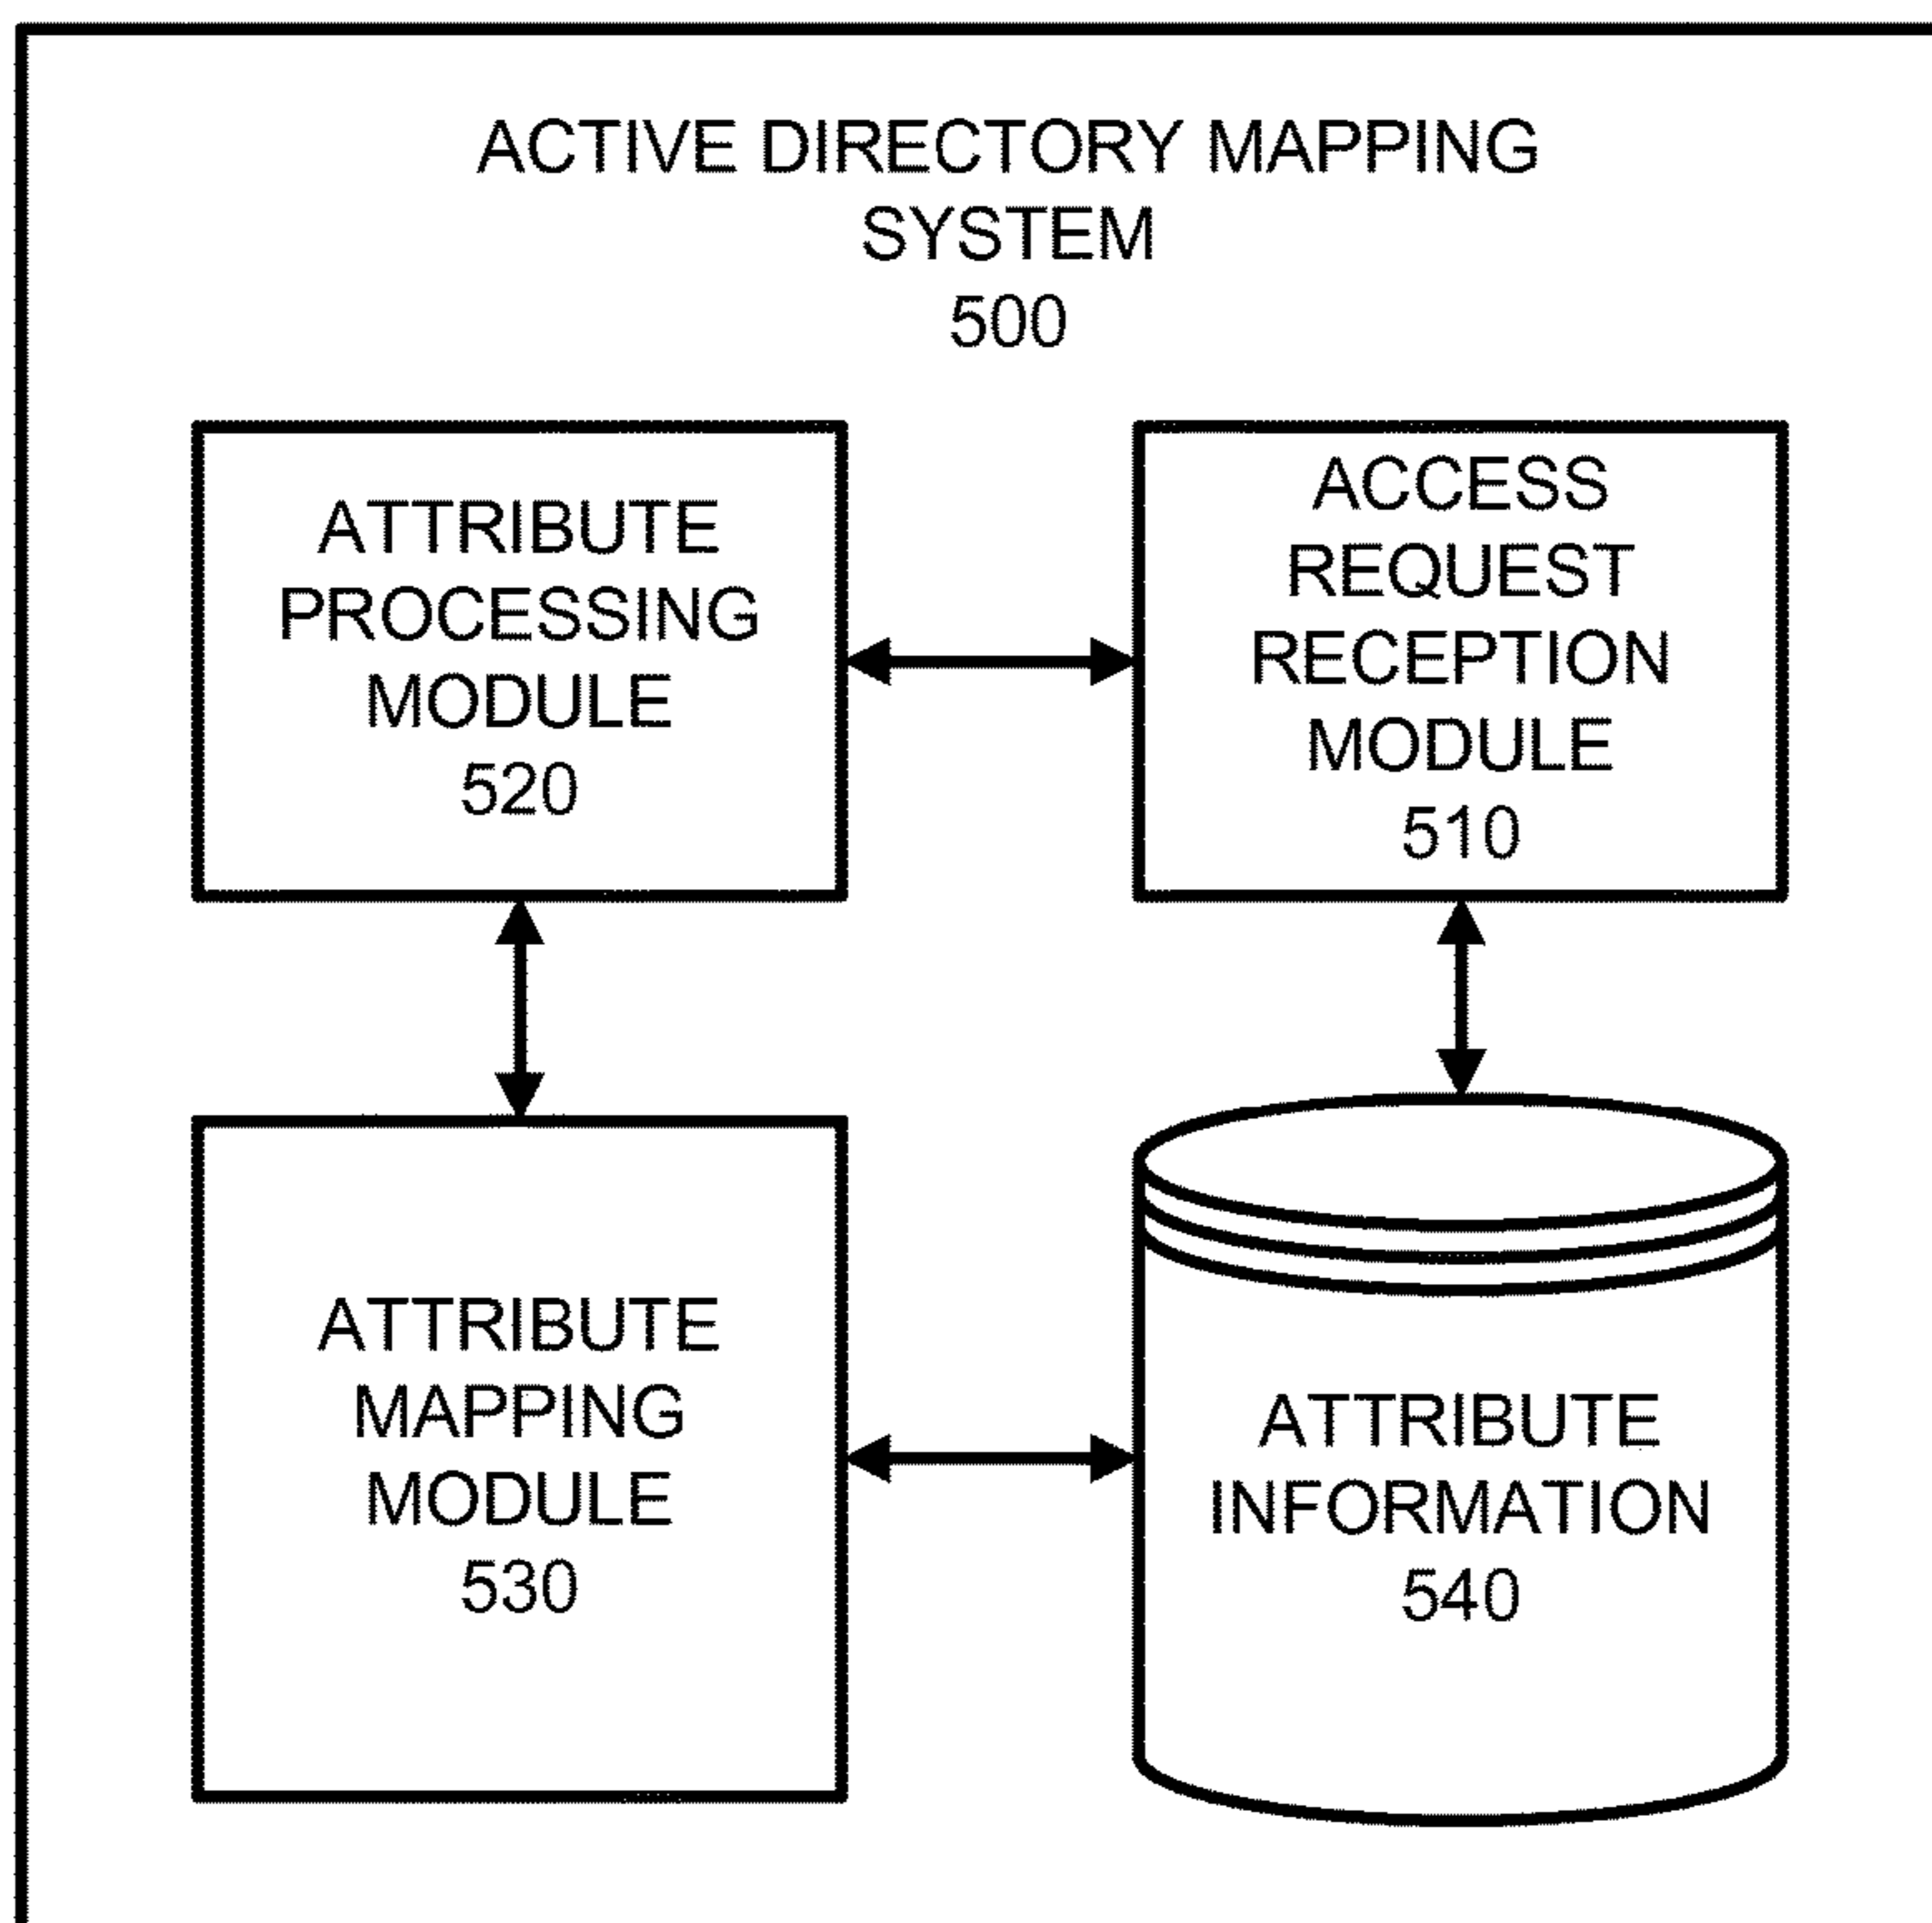 ACTIVE DIRECTORY MAPPING
SYSTEM
500
ATTRIBUTE
PROCESSING
MODULE
520
ACCESS
REQUEST
RECEPTION
MODULE
510
ATTRIBUTE
MAPPING
MODULE
530
ATTRIBUTE
INFORMATION
540